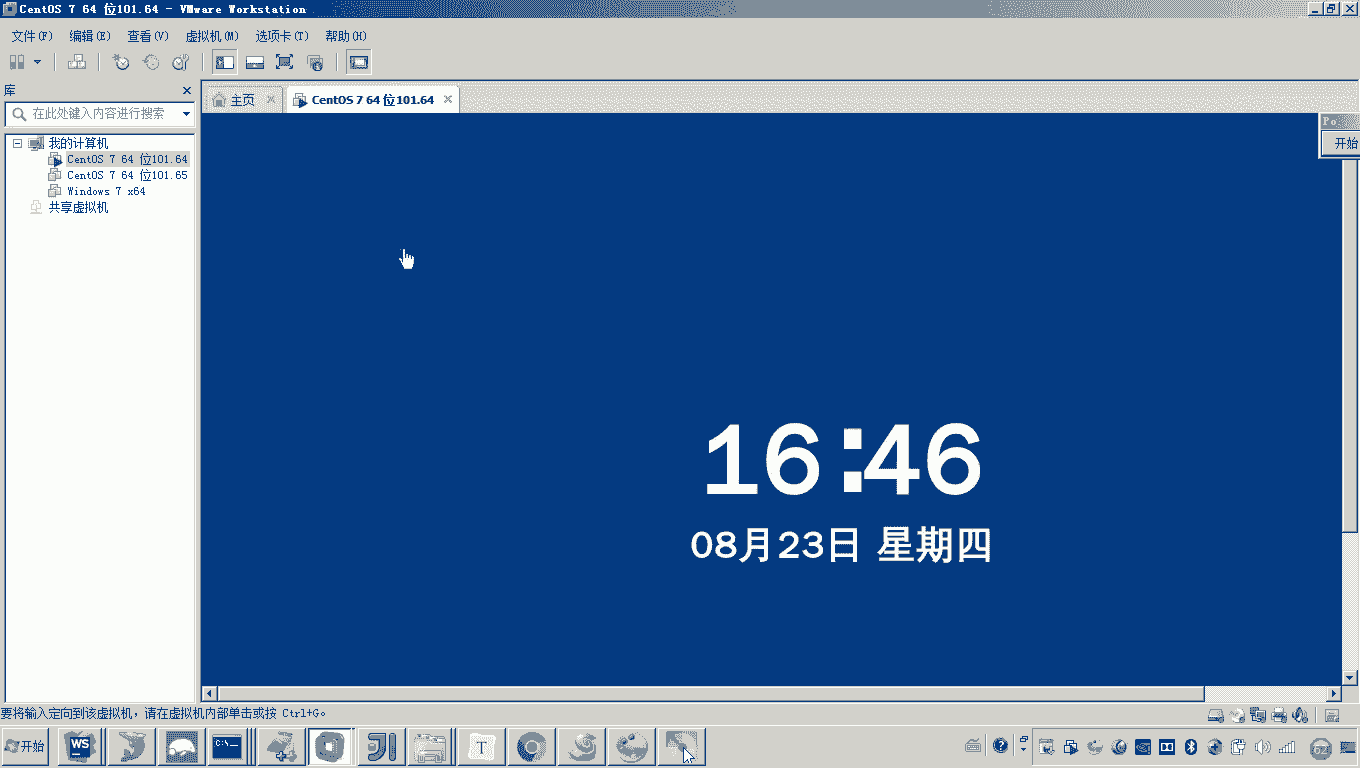 CentOS 7 64 位101.64 - VMware Workstation
文件(F) 编辑(E) 查看(V) 虚拟机(M) 选项卡(T) 帮助(H)
库
主页 CentOS 7 64 位101.64
在此处键入内容进行搜索
Po
开始
我的计算机
CentOS 7 64 位101.64
CentOS 7 64 位101.65
Windows 7 x64
共享虚拟机
16:46
08月23日 星期四
要将输入定向到该虚拟机，请在虚拟机内部单击或按 Ctrl+G。
开始 WS C:\ T 62